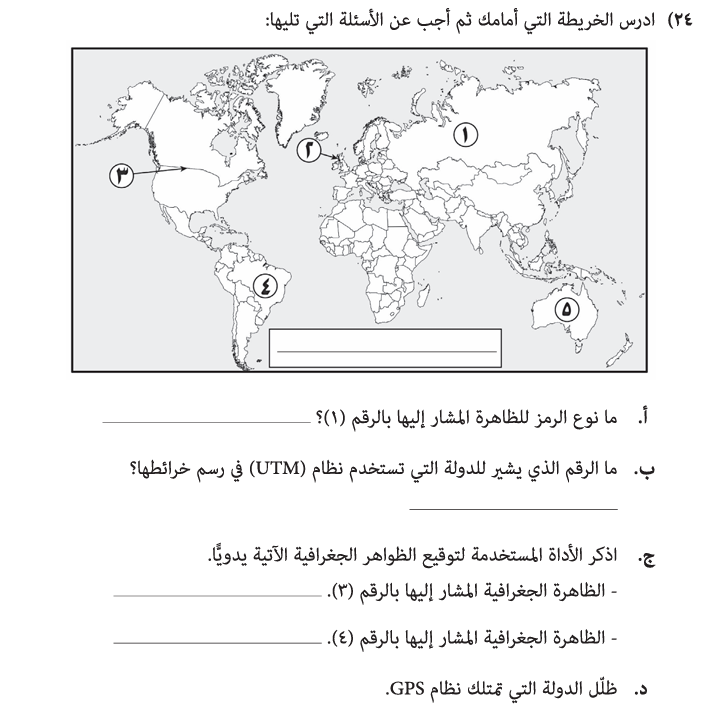 ٢٤) ادرس الخريطة التي أمامك ثم أجب عن الأسئلة التي تليها:
١
٢
٣
٤
٥
أ. ما نوع الرمز للظاهرة المشار إليها بالرقم (١)؟
ب. ما الرقم الذي يشير للدولة التي تستخدم نظام (UTM) في رسم خرائطها؟
ج. اذكر الأداة المستخدمة لتوقيع الظواهر الجغرافية الآتية يدويًّا.
- الظاهرة الجغرافية المشار إليها بالرقم (٣).
- الظاهرة الجغرافية المشار إليها بالرقم (٤).
د. ظلّل الدولة التي تمتلك نظام GPS.